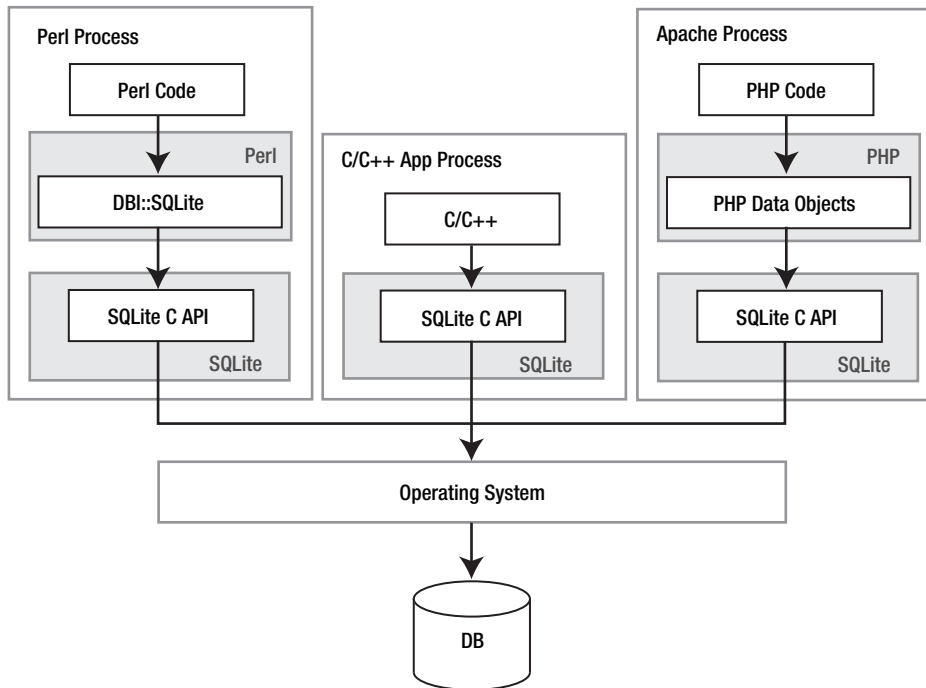 Perl Process
Perl Code
Perl
DBI::SQLite
SQLite C API
SQLite
C/C++ App Process
C/C++
SQLite C API
SQLite
Apache Process
PHP Code
PHP
PHP Data Objects
SQLite C API
SQLite
Operating System
DB